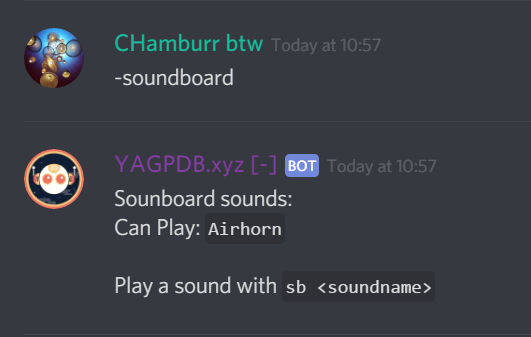 CHamburr btw Today at 10:57
-soundboard
YAGPDB.xyz [-] BOT Today at 10:57
Sounboard sounds:
Can Play: Airhorn
Play a sound with sb <soundname>